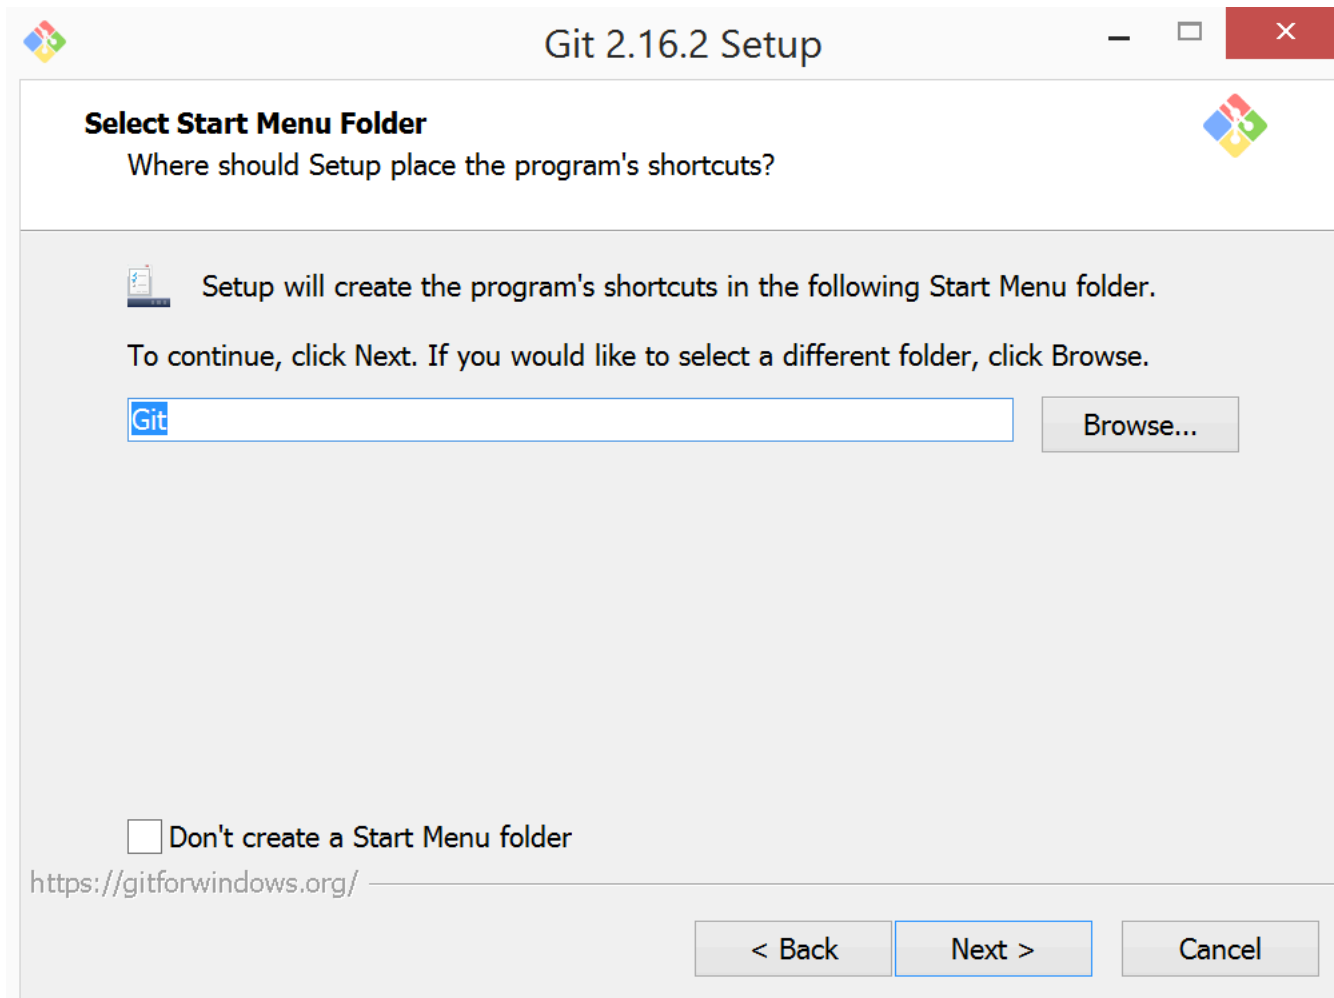 Git 2.16.2 Setup
Select Start Menu Folder
Where should Setup place the program's shortcuts?
Setup will create the program's shortcuts in the following Start Menu folder.
To continue, click Next. If you would like to select a different folder, click Browse.
Git
Browse...
Don't create a Start Menu folder
https://gitforwindows.org/
< Back
Next >
Cancel